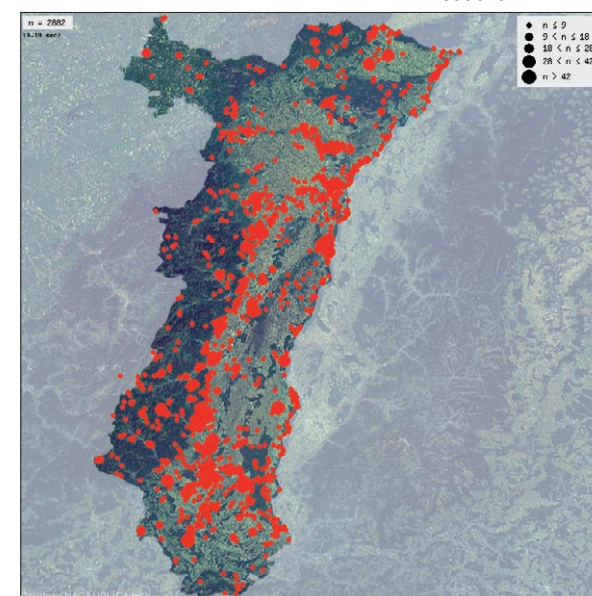 n = 2882
n ≤ 9
9 < n ≤ 18
18 < n ≤ 28
28 < n ≤ 42
n > 42